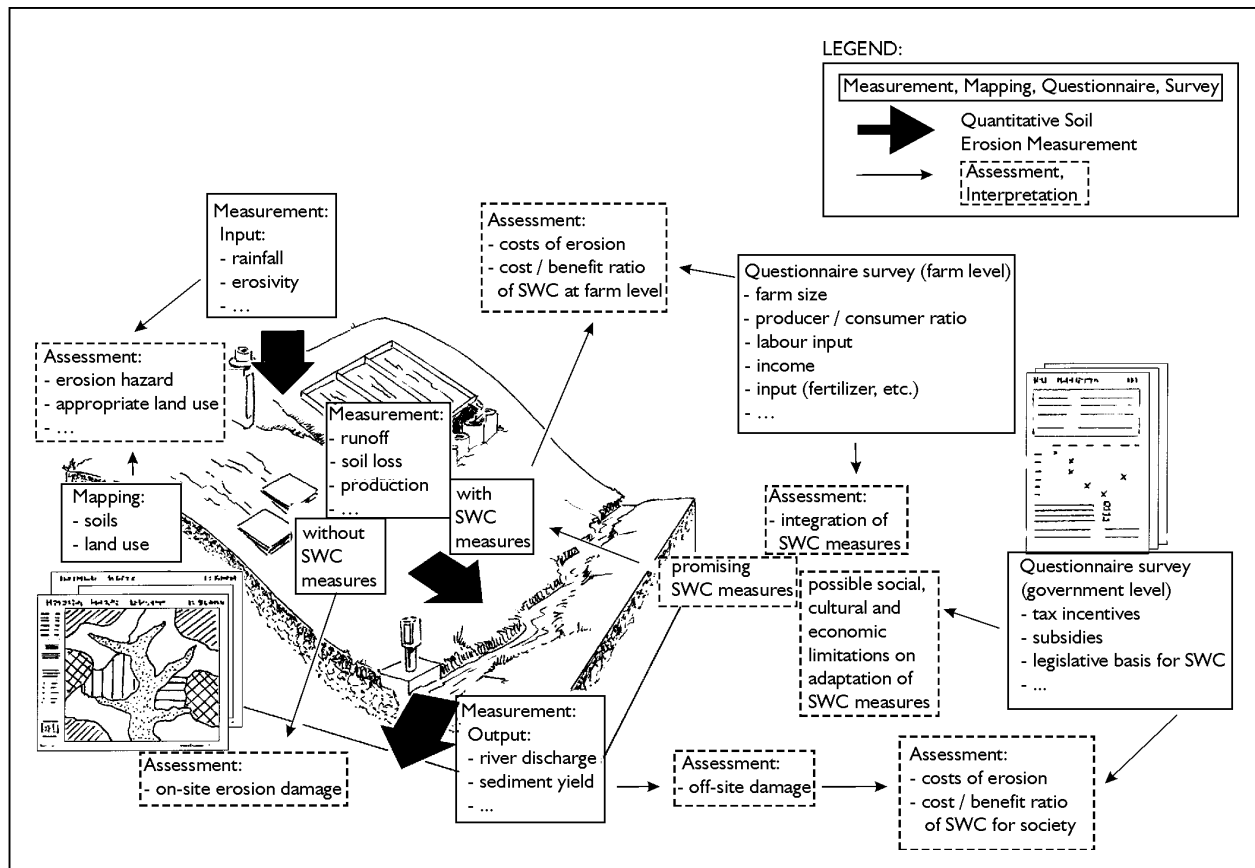 LEGEND:
Measurement, Mapping, Questionnaire, Survey
Quantitative Soil
Erosion Measurement
Assessment,
Interpretation
Measurement:
Input:
- rainfall
- erosivity
- ...
Assessment:
- costs of erosion
- cost / benefit ratio
of SWC at farm level
Questionnaire survey (farm level)
- farm size
- producer / consumer ratio
- labour input
- income
- input (fertilizer, etc.)
- ...
Assessment:
- erosion hazard
- appropriate land use
- ...
Measurement:
- runoff
- soil loss
- production
- ...
Mapping:
- soils
- land use
without
SWC
measures
with
SWC
measures
Assessment:
- integration of
SWC measures
promising
SWC measures
possible social,
cultural and
economic
limitations on
adaptation of
SWC measures
Questionnaire survey
(government level)
- tax incentives
- subsidies
- legislative basis for SWC
- ...
Measurement:
Output:
- river discharge
- sediment yield
- ...
Assessment:
- on-site erosion damage
Assessment:
- off-site damage
Assessment:
- costs of erosion
- cost / benefit ratio
of SWC for society